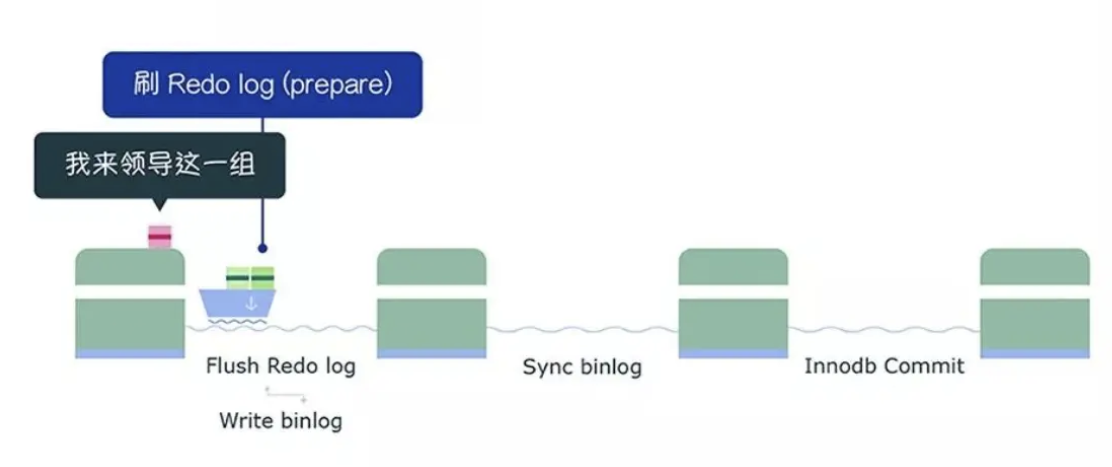 刷 Redo log (prepare)
我来领导这一组
Flush Redo log
Write binlog
Sync binlog
Innodb Commit